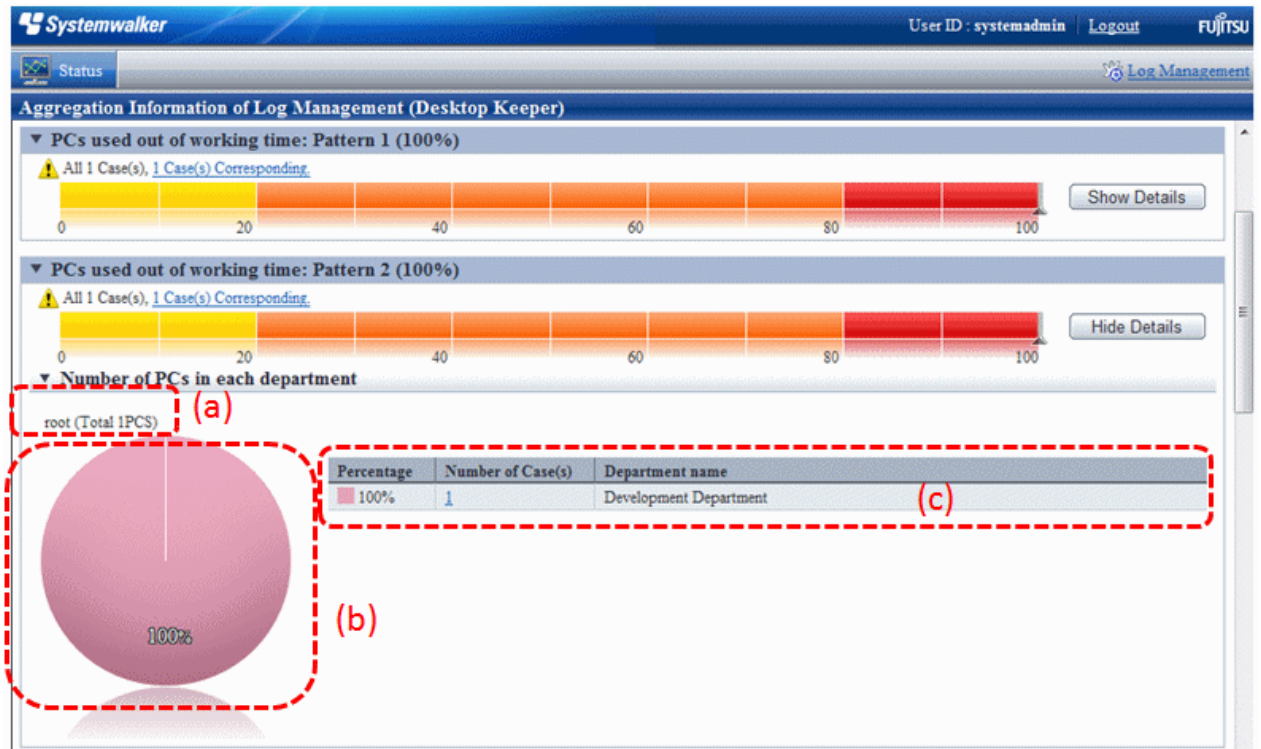 Systemwalker User ID : systemadmin Logout FUJITSU
Status Log Management
Aggregation Information of Log Management (Desktop Keeper)
▼ PCs used out of working time: Pattern 1 (100%)
All 1 Case(s), 1 Case(s) Corresponding.
Show Details
0 20 40 60 80 100
▼ PCs used out of working time: Pattern 2 (100%)
All 1 Case(s), 1 Case(s) Corresponding.
Hide Details
0 20 40 60 80 100
▼ Number of PCs in each department
root (Total 1PCS) (a)
Percentage Number of Case(s) Department name
100% 1 Development Department (c)
(b)
100%